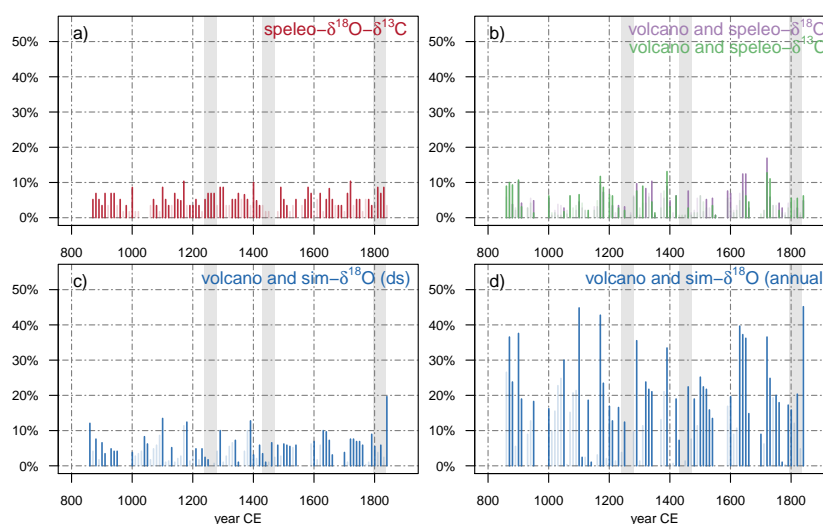 a) speleo−δ18O−δ13C
50%
40%
30%
20%
10%
0%
800 1000 1200 1400 1600 1800
b) volcano and speleo−δ18O
volcano and speleo−δ13C
50%
40%
30%
20%
10%
0%
800 1000 1200 1400 1600 1800
c) volcano and sim−δ18O (ds)
50%
40%
30%
20%
10%
0%
800 1000 1200 1400 1600 1800
year CE
d) volcano and sim−δ18O (annual
50%
40%
30%
20%
10%
0%
800 1000 1200 1400 1600 1800
year CE